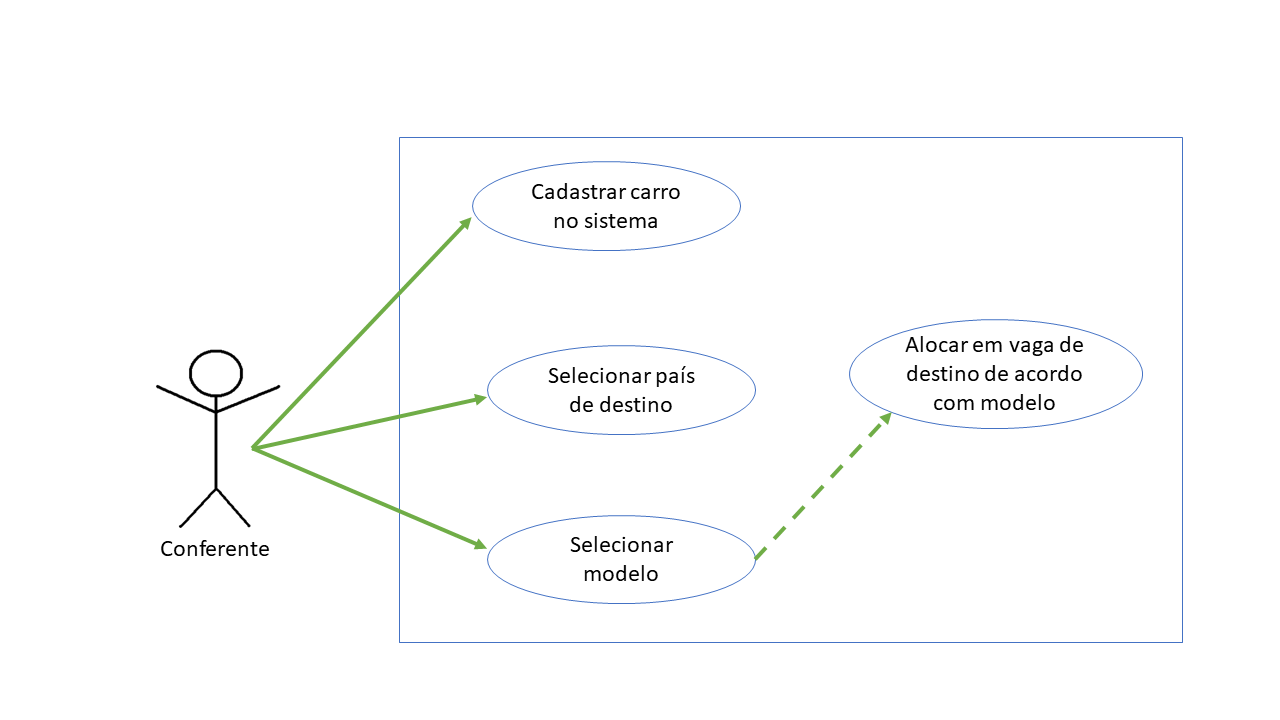 Cadastrar carro
no sistema
Selecionar país
de destino
Alocar em vaga de
destino de acordo
com modelo
Selecionar
modelo
Conferente